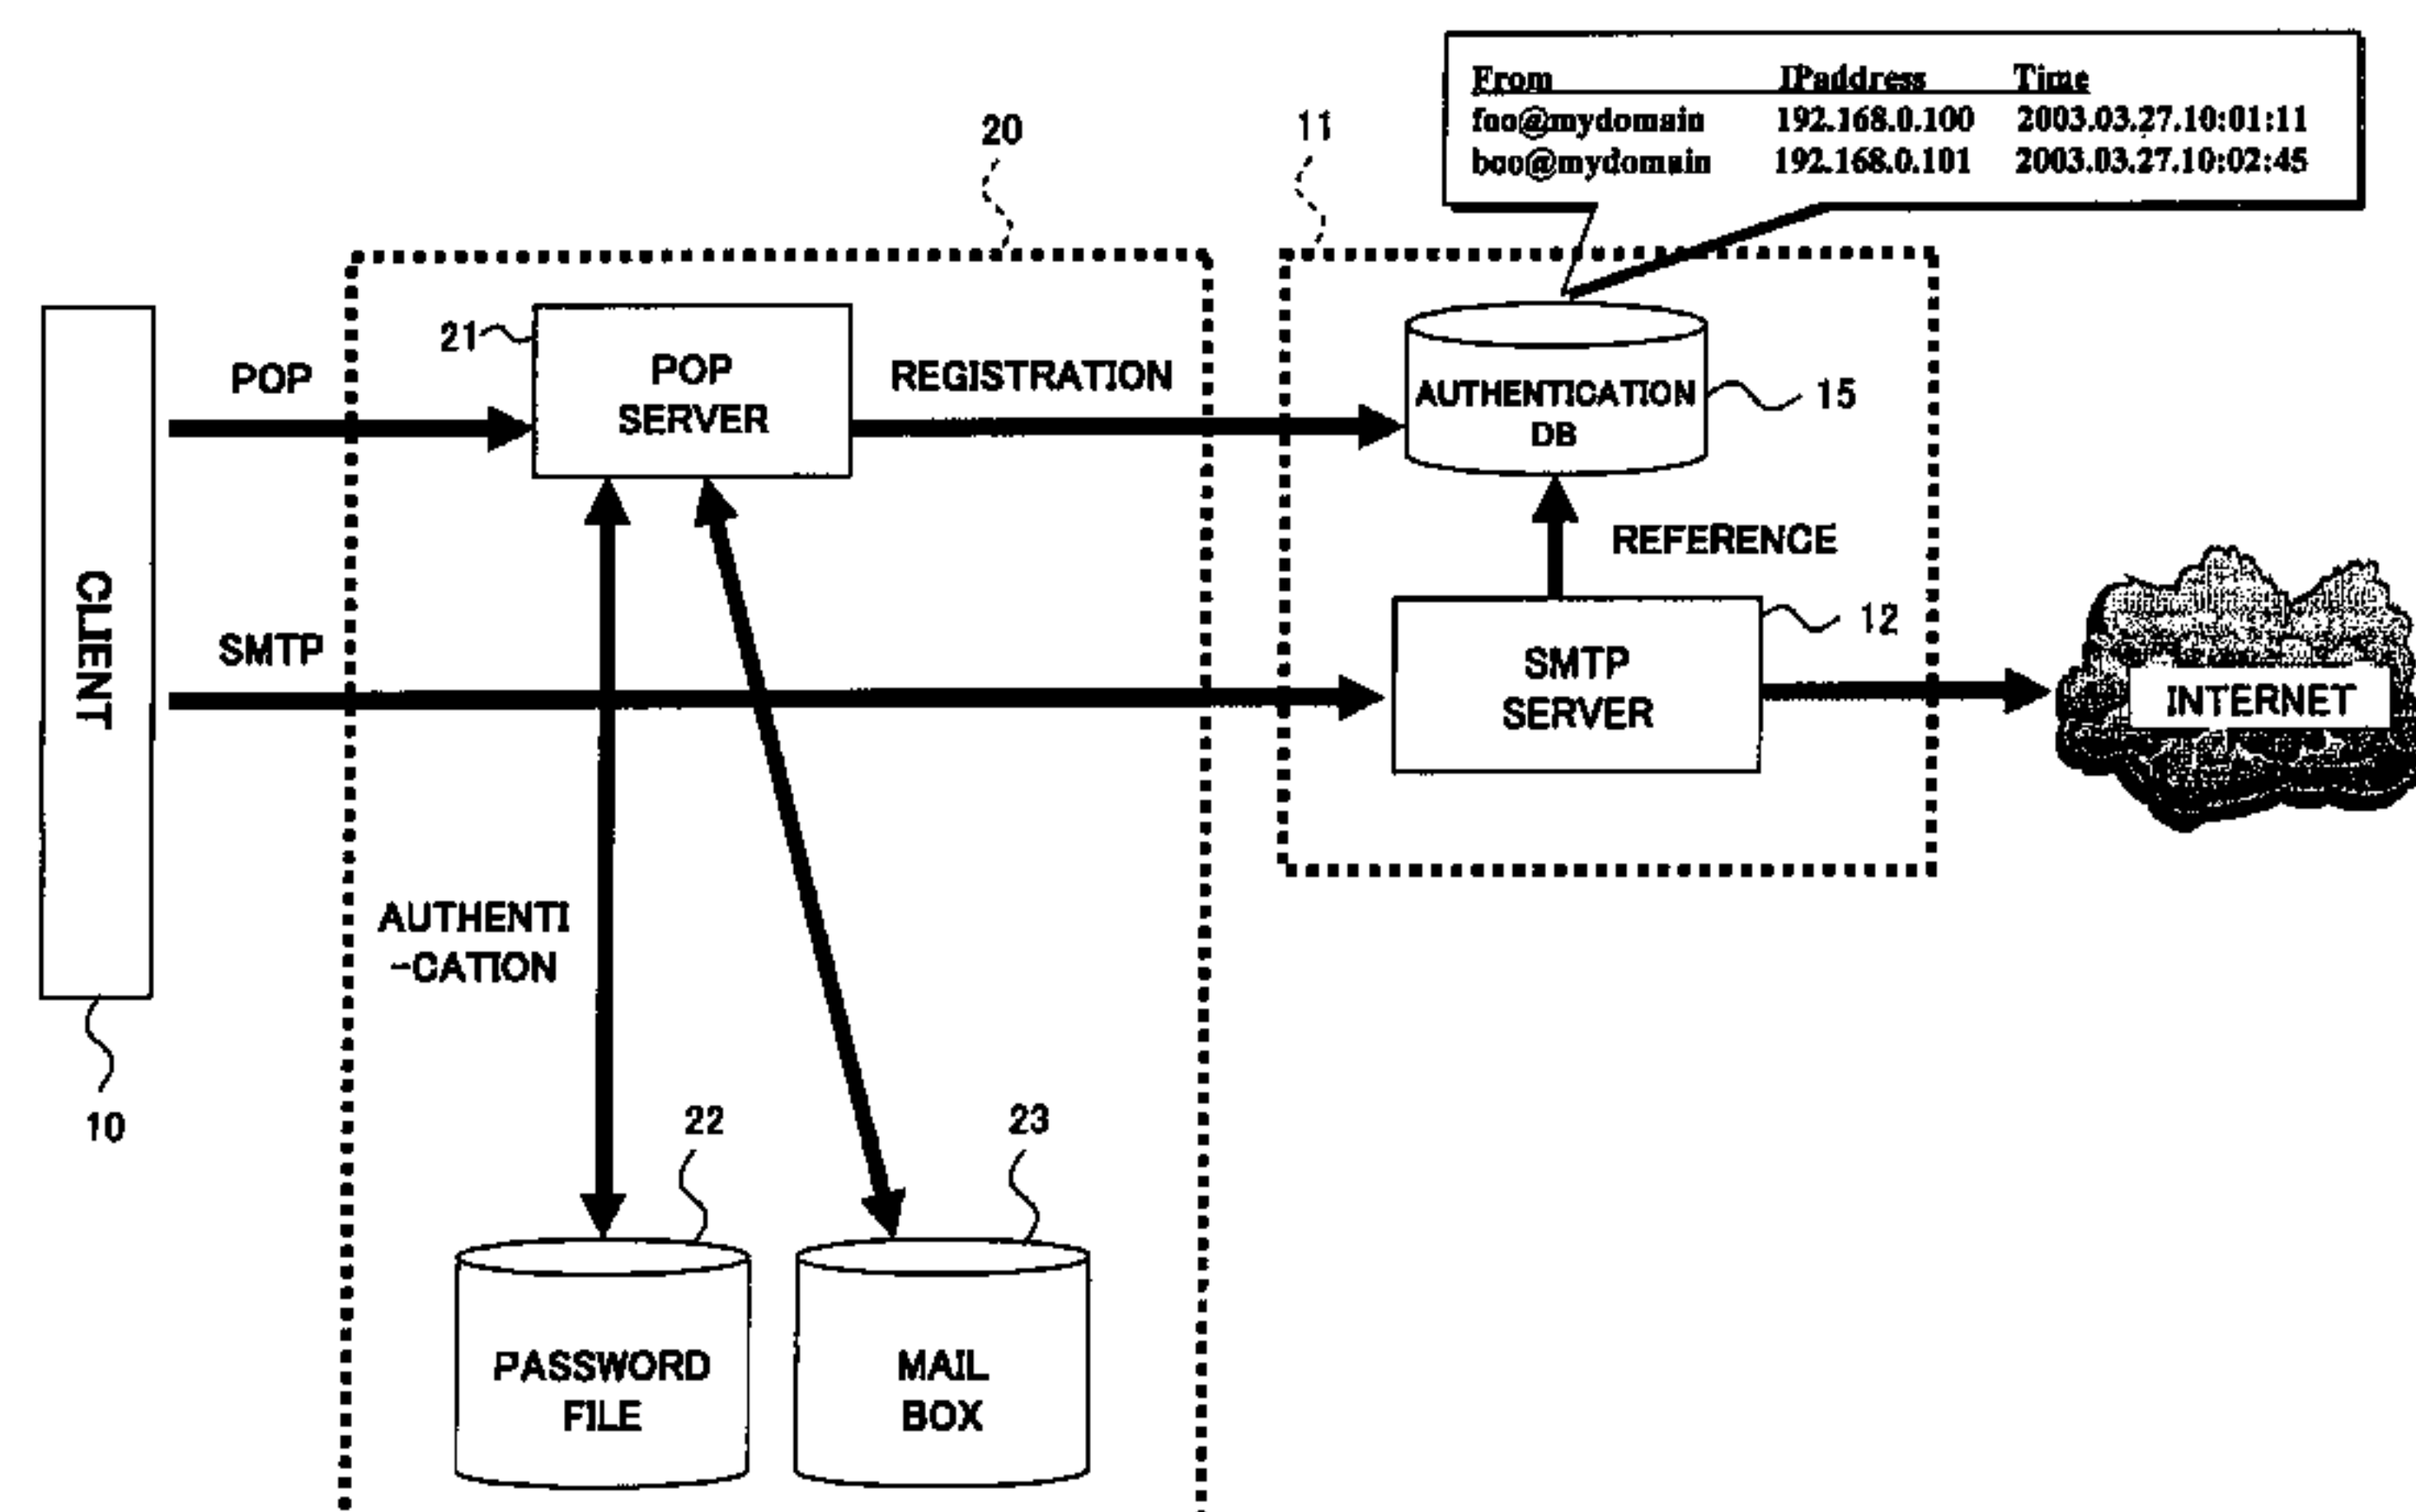 From IPaddress Time
foo@mydomain 192.168.0.100 2003.03.27.10:01:11
boo@mydomain 192.168.0.101 2003.03.27.10:02:45
20
11
21
POP
POP
SERVER
REGISTRATION
AUTHENTICATION
DB
15
REFERENCE
CLIENT
SMTP
SMTP
SERVER
12
INTERNET
AUTHENTI
-CATION
10
22
23
PASSWORD
FILE
MAIL
BOX